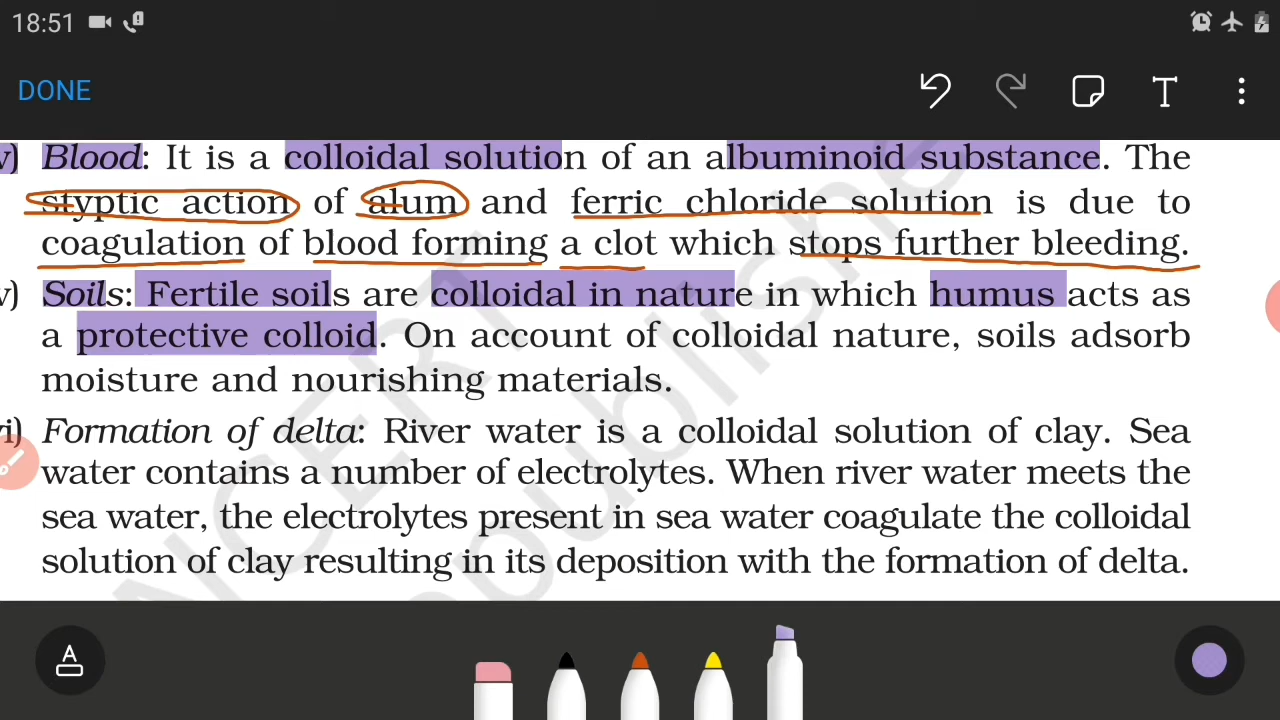 18:51
DONE
T
v) Blood: It is a colloidal solution of an albuminoid substance. The
styptic action of alum and ferric chloride solution is due to
coagulation of blood forming a clot which stops further bleeding.
v) Soils: Fertile soils are colloidal in nature in which humus acts as
a protective colloid. On account of colloidal nature, soils adsorb
moisture and nourishing materials.
vi) Formation of delta: River water is a colloidal solution of clay. Sea
water contains a number of electrolytes. When river water meets the
sea water, the electrolytes present in sea water coagulate the colloidal
solution of clay resulting in its deposition with the formation of delta.
A